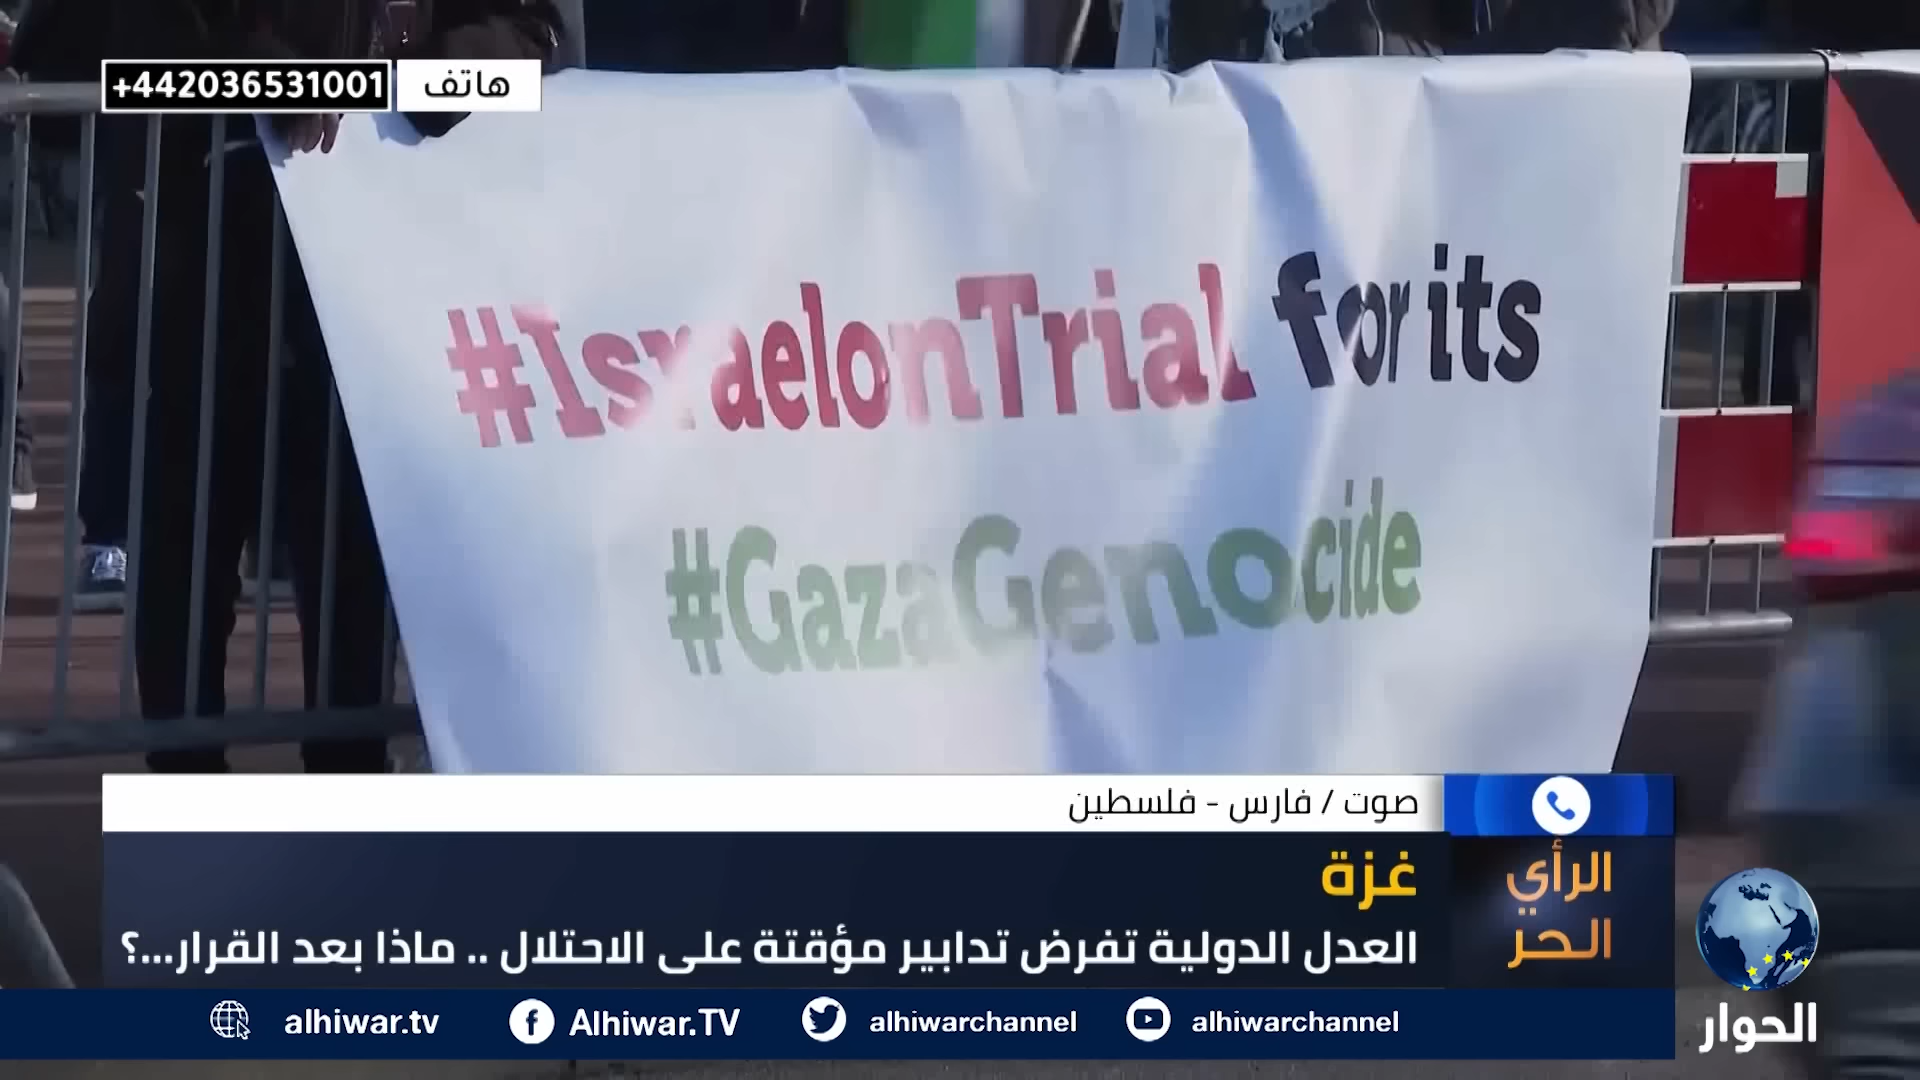 +442036531001 هاتف
#IsraelonTrial for its
#GazaGenocide
صوت / فارس - فلسطين
غزة
العدل الدولية تفرض تدابير مؤقتة على الاحتلال .. ماذا بعد القرار...؟
الرأي
الحر
الحوار
alhiwar.tv Alhiwar.TV alhiwarchannel alhiwarchannel